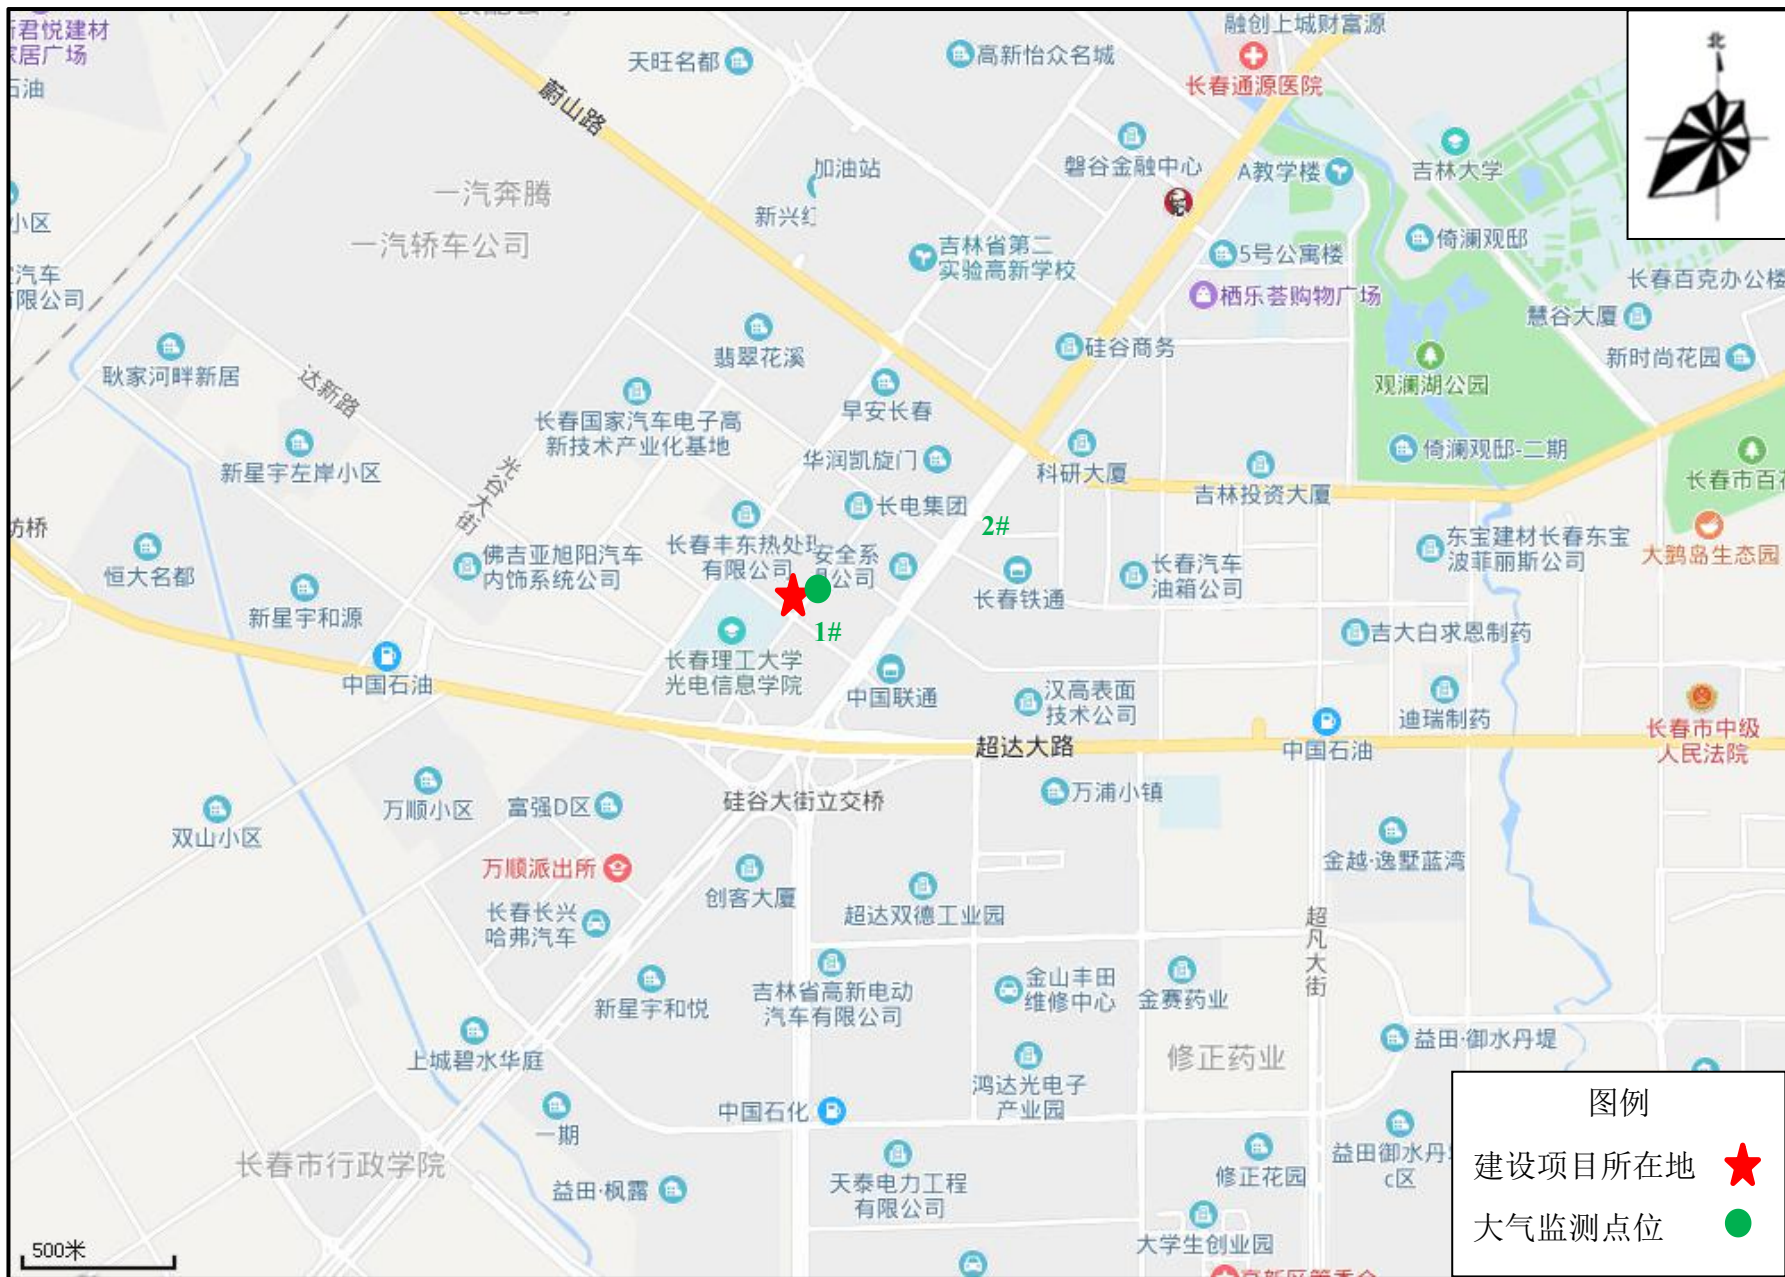 君悦建材
家居广场
石油
天旺名都
高新怡众名城
融创上城财富源
长春通源医院
北
蔚山路
加油站
新兴红
磐谷金融中心
A教学楼
吉林大学
一汽奔腾
一汽轿车公司
小区
汽车
有限公司
吉林省第二
实验高新学校
5号公寓楼
倚澜观邸
栖乐荟购物广场
长春百克办公楼
慧谷大厦
新时尚花园
耿家河畔新居
翡翠花溪
硅谷商务
观澜湖公园
达新路
早安长春
长春国家汽车电子高
新技术产业化基地
华润凯旋门
科研大厦
倚澜观邸-二期
新星宇左岸小区
光谷大街
吉林投资大厦
长春市百
长电集团
2#
长春丰东热处理
有限公司
安全系
公司
佛吉亚旭阳汽车
内饰系统公司
恒大名都
新星宇和源
长春铁通
长春汽车
油箱公司
东宝建材长春东宝
波菲丽斯公司
大鹅岛生态园
1#
长春理工大学
光电信息学院
中国石油
中国联通
吉大白求恩制药
汉高表面
技术公司
迪瑞制药
长春市中级
人民法院
超达大路
中国石油
硅谷大街立交桥
万顺小区
富强D区
双山小区
万浦小镇
金越·逸墅蓝湾
万顺派出所
创客大厦
长春长兴
哈弗汽车
超达双德工业园
超凡大街
新星宇和悦
吉林省高新电动
汽车有限公司
金山丰田
维修中心
金赛药业
上城碧水华庭
益田·御水丹堤
修正药业
鸿达光电子
产业园
中国石化
一期
长春市行政学院
益田·枫露
天泰电力工程
有限公司
修正花园
益田御水丹堤
c区
大学生创业园
高新区管委会
500米
图例
建设项目所在地
大气监测点位